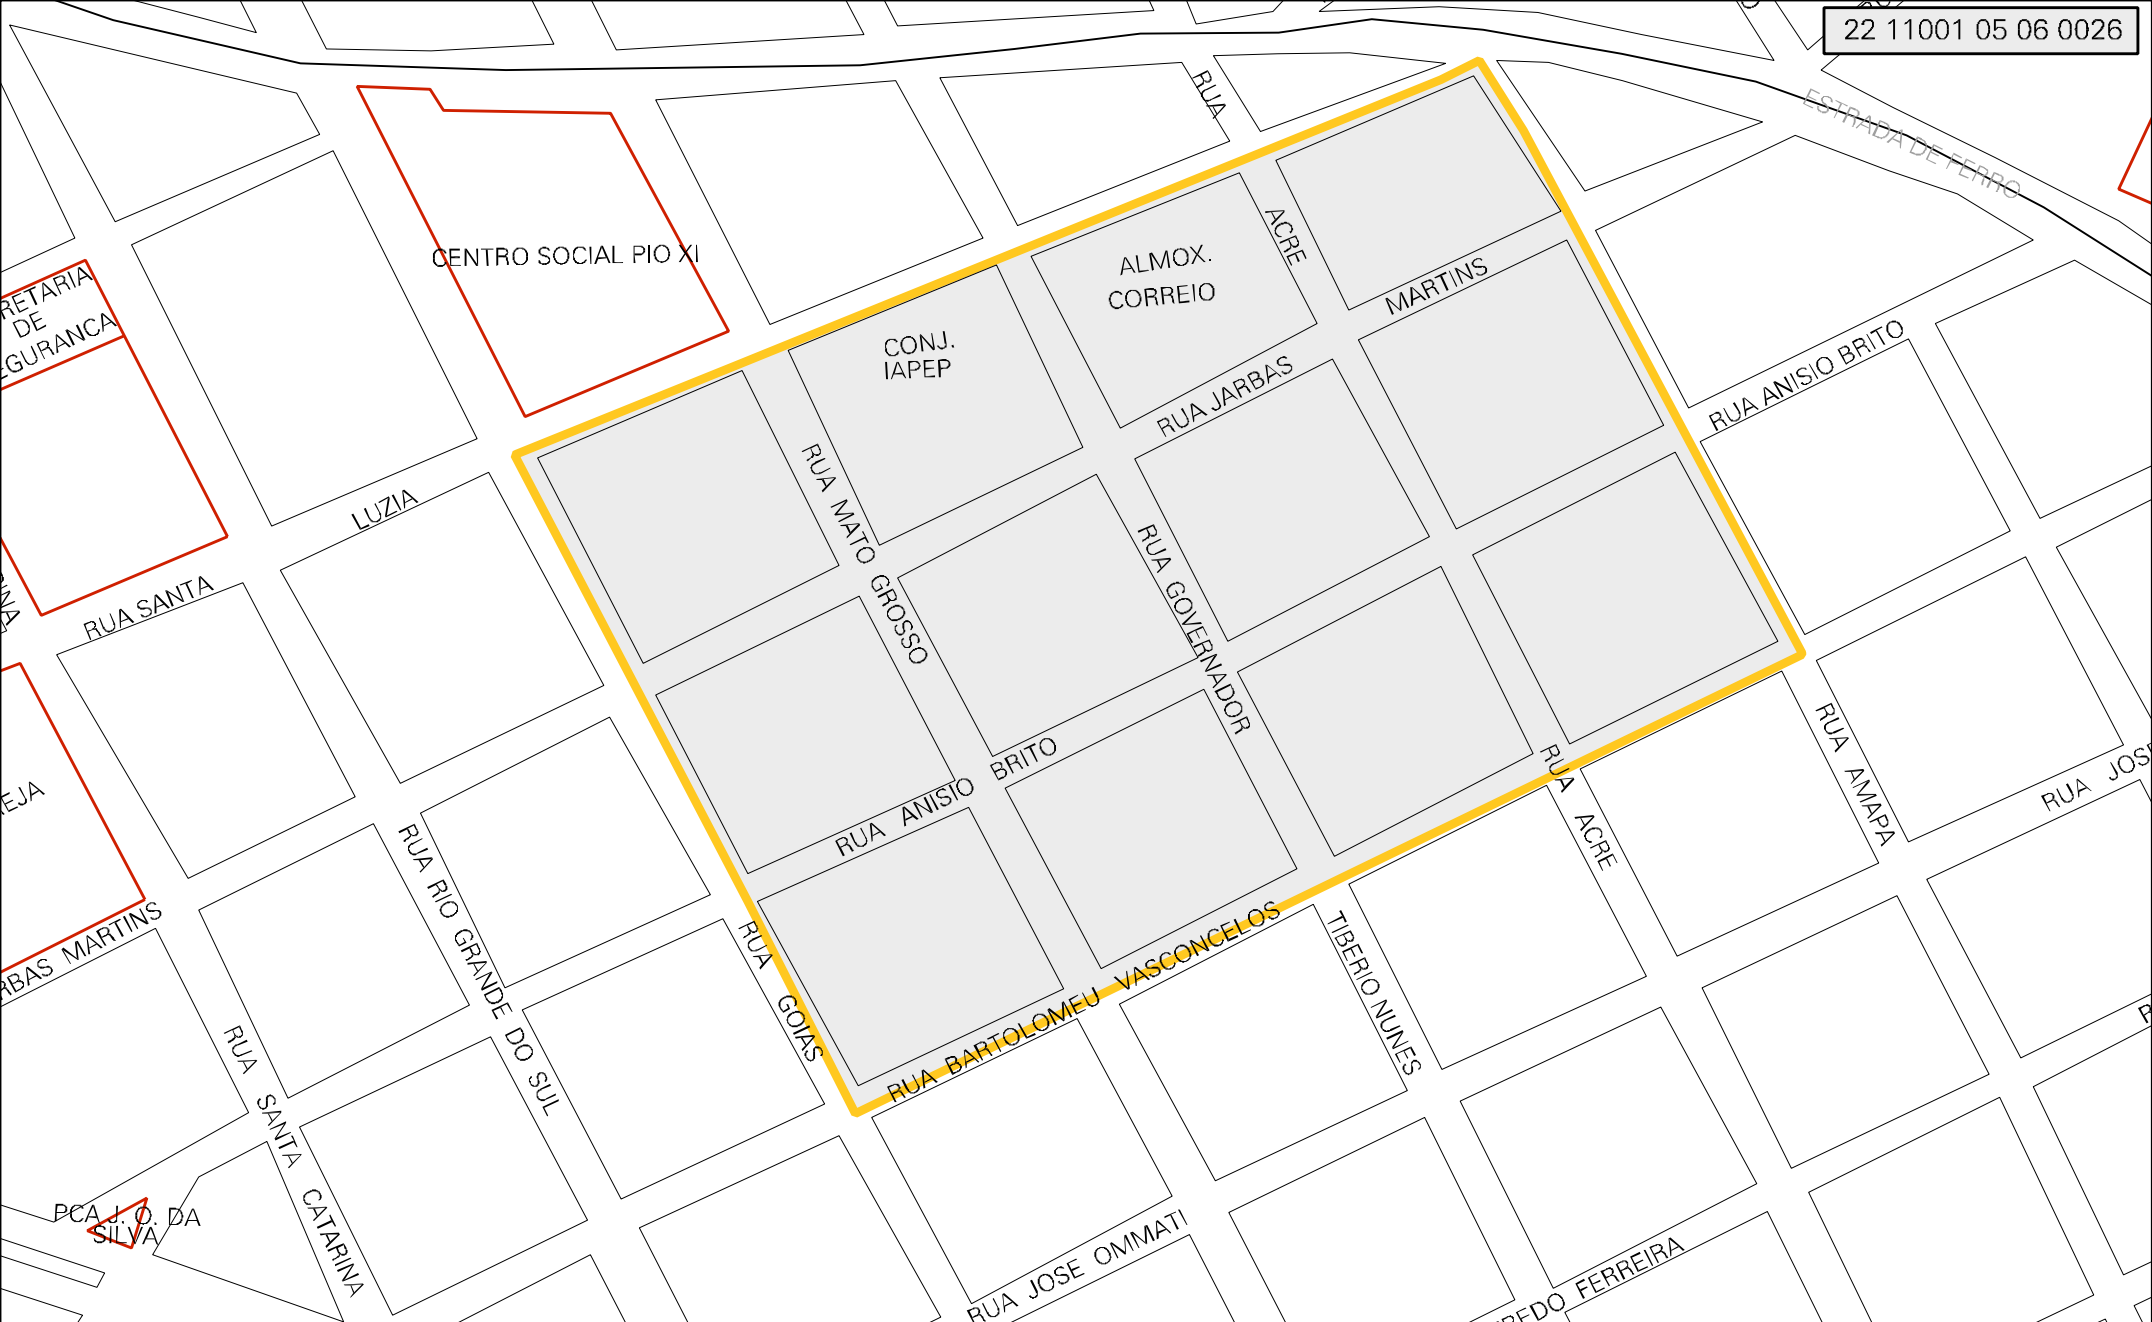 22 11001 05 06 0026
ESTRADA DE FERRO
RUA
ACRE
CENTRO SOCIAL PIO XI
ALMOX.
CORREIO
MARTINS
RETARIA
DE
GURANCA
CONJ.
IAPEP
RUA JARBAS
RUA ANISIO BRITO
LUZIA
RUA SANTA
RUA MATO GROSSO
RUA GOVERNADOR
RUA ANISIO BRITO
RUA ACRE
RUA AMAPA
RUA JOS
EJA
RBAS MARTINS
RUA RIO GRANDE DO SUL
RUA GOIAS
RUA BARTOLOMEU VASCONCELOS
TIBERIO NUNES
RUA SANTA CATARINA
PCA J. O. DA
SILVA
RUA JOSE OMMATI
REDO FERREIRA